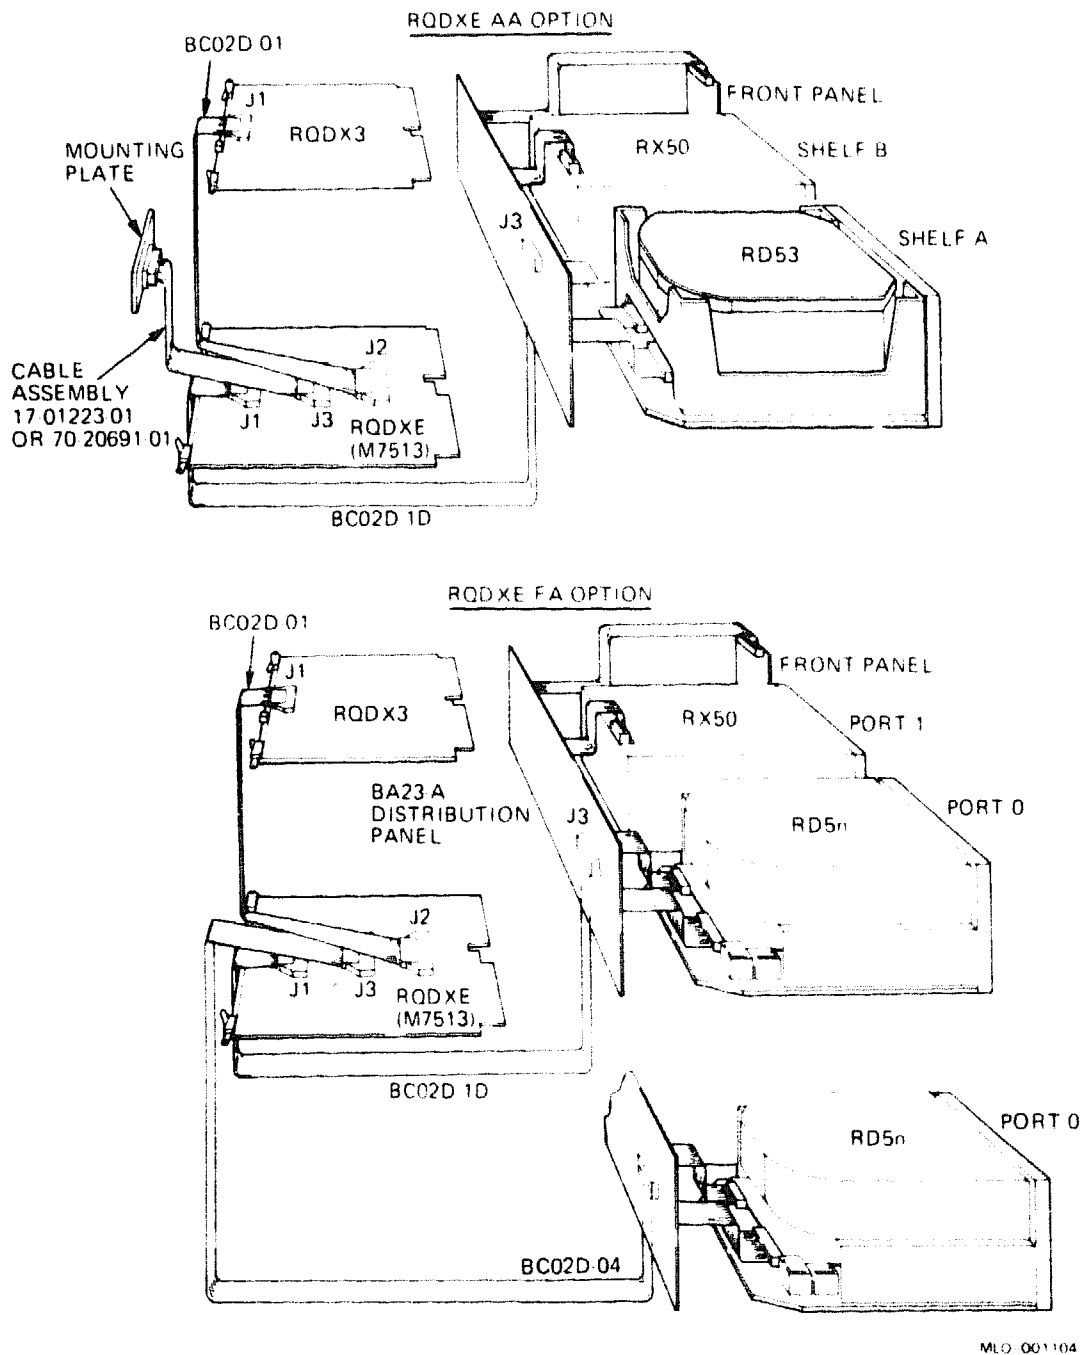 RQDXE AA OPTION
BC02D 01
J1
RQDX3
FRONT PANEL
RX50
SHELF B
MOUNTING
PLATE
J3
RD53
SHELF A
J2
CABLE
ASSEMBLY
17 01223 01
OR 70 20691 01
J1
J3
RQDXE
(M7513)
BC02D 1D
RQDXE FA OPTION
BC02D 01
J1
RQDX3
FRONT PANEL
RX50
PORT 1
BA23 A
DISTRIBUTION
PANEL
J3
RD5n
PORT 0
J2
J1
J3
RQDXE
(M7513)
BC02D 1D
RD5n
PORT 0
BC02D 04
MLO-001104